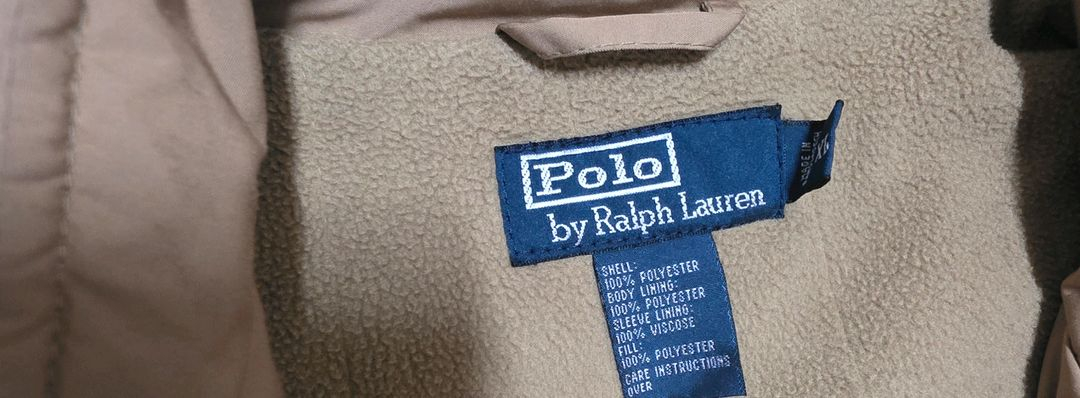 Polo
by Ralph Lauren
MADE IN
XL
SHELL:
100% POLYESTER
BODY LINING:
100% POLYESTER
SLEEVE LINING:
100% VISCOSE
FILL:
100% POLYESTER
CARE INSTRUCTIONS
OVER